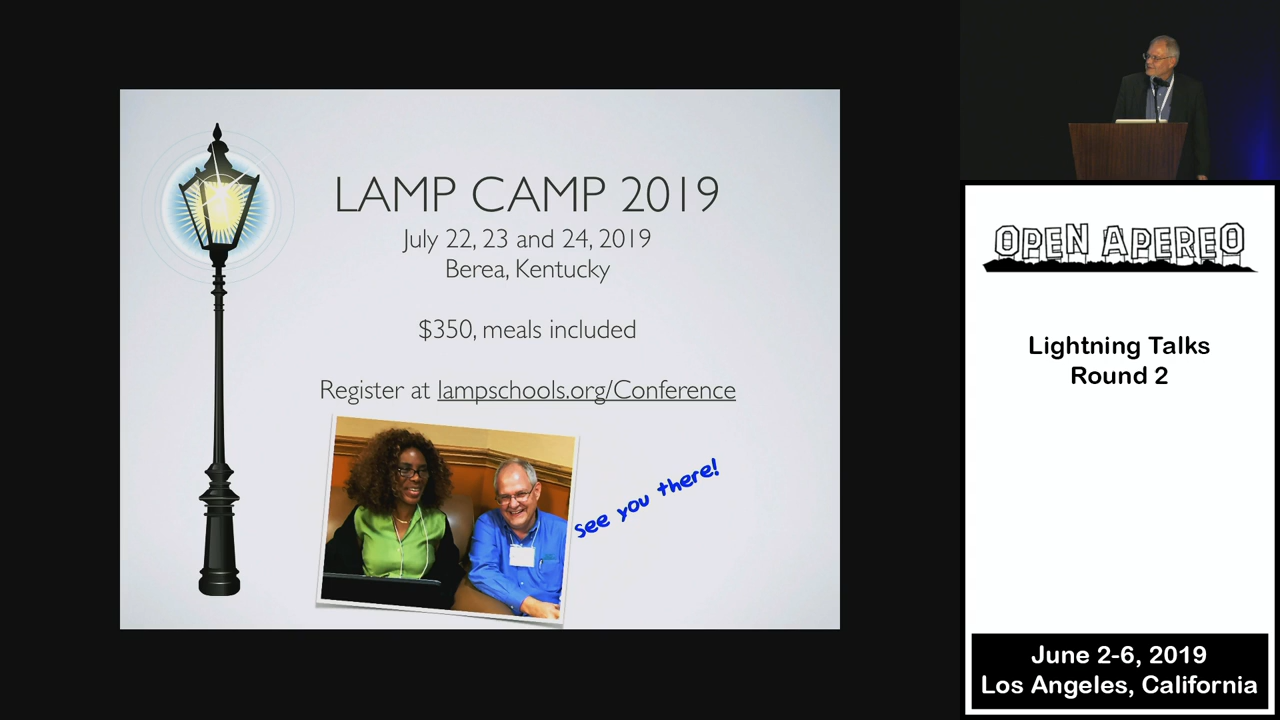 LAMP CAMP 2019
July 22, 23 and 24, 2019
Berea, Kentucky
$350, meals included
Register at lampschools.org/Conference
see you there!
OPEN APEREO
Lightning Talks
Round 2
June 2-6, 2019
Los Angeles, California